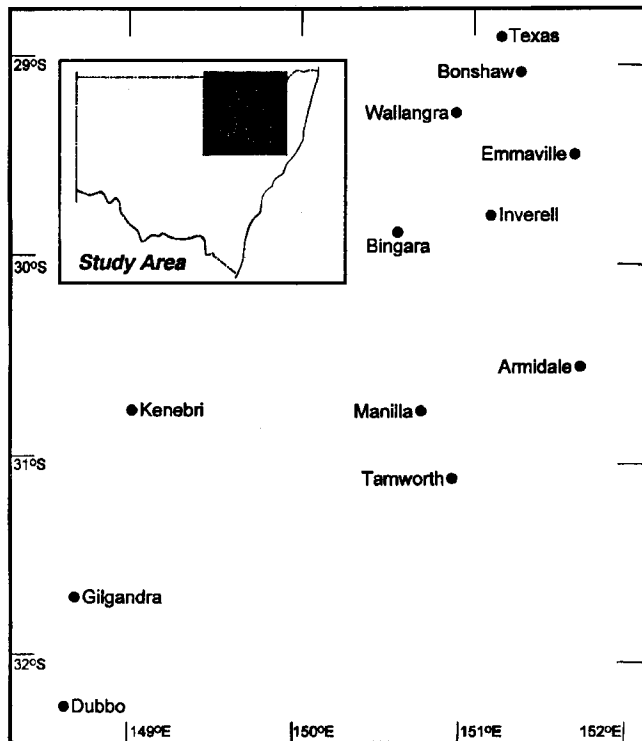 Texas
29°S
Bonshaw
Wallangra
Emmaville
Inverell
Bingara
Study Area
30°S
Armidale
Kenebri
Manilla
31°S
Tamworth
Gilgandra
32°S
Dubbo
149°E
150°E
151°E
152°E